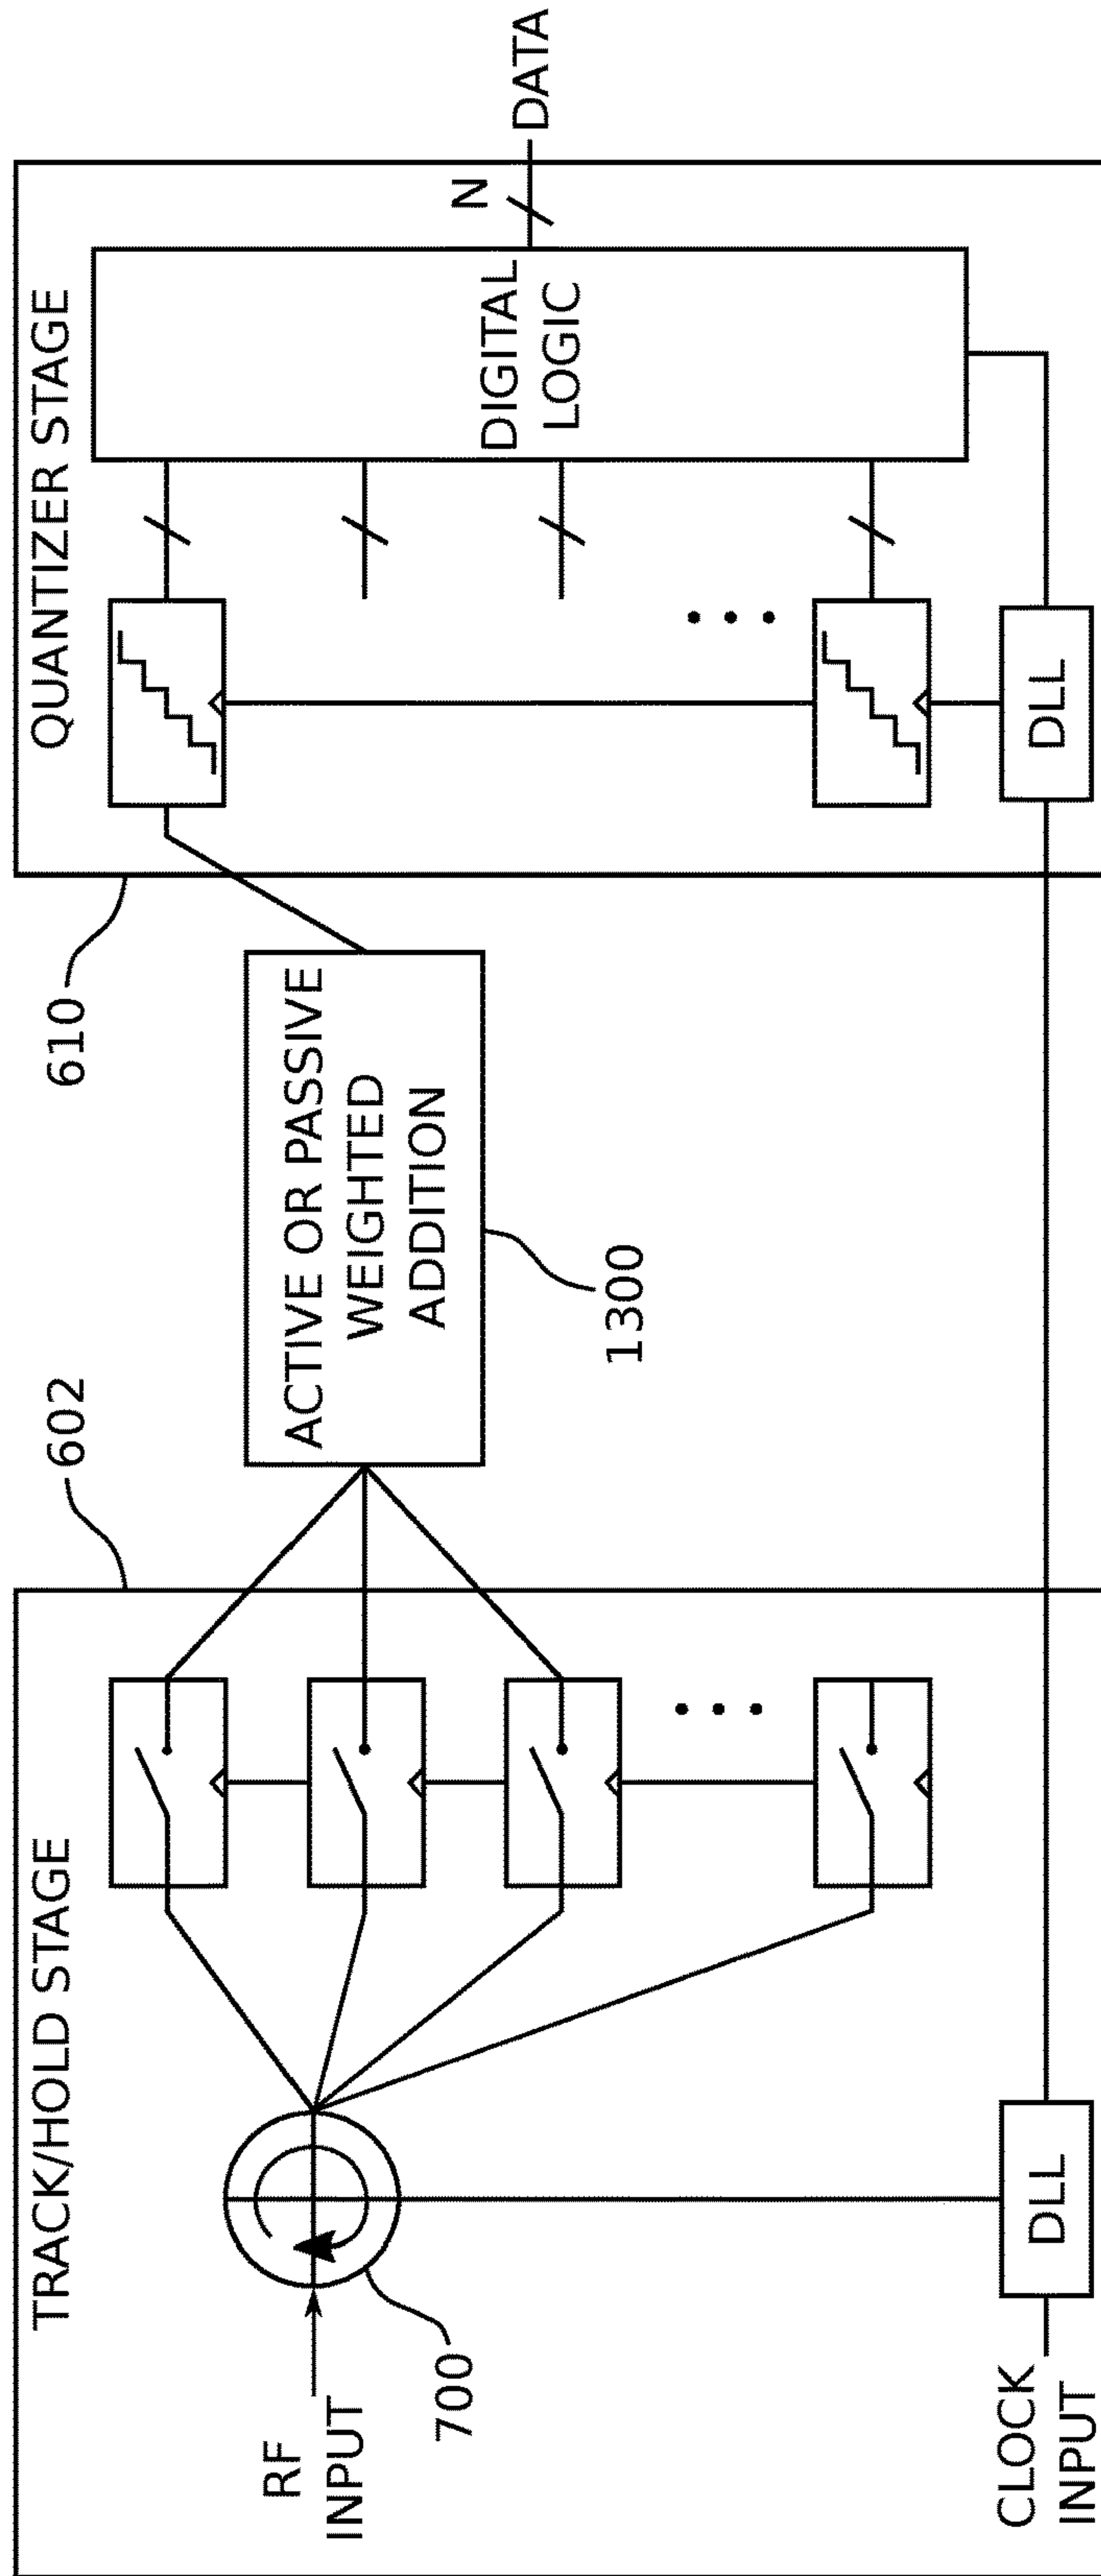 TRACK/HOLD STAGE
602
RF
INPUT
700
CLOCK
INPUT
DLL
ACTIVE OR PASSIVE
WEIGHTED
ADDITION
1300
610
QUANTIZER STAGE
DIGITAL
LOGIC
N
DATA
DLL